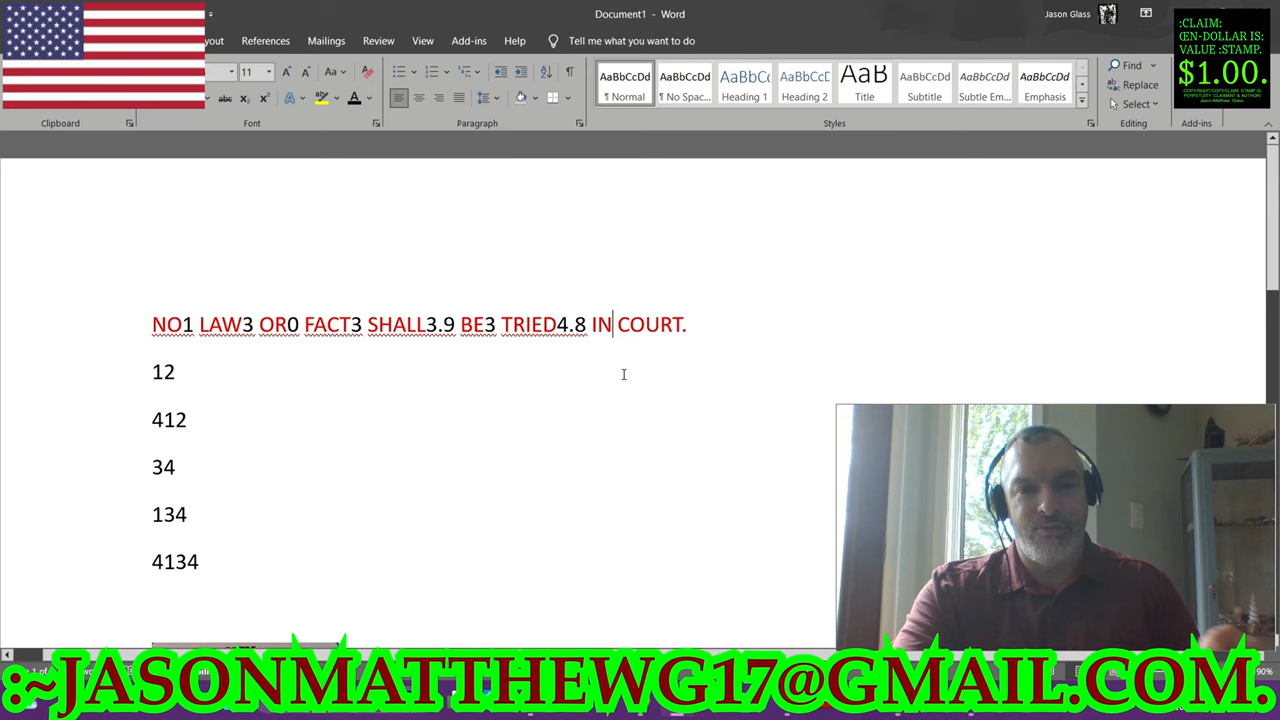 Document1 - Word
Jason Glass
yout References Mailings Review View Add-ins Help Tell me what you want to do
11
AaBbCcDd AaBbCcDd AaBbCc AaBbCcD AaB AaBbCcD AaBbCcDd AaBbCcDd
¶ Normal ¶ No Spac... Heading 1 Heading 2 Title Subtitle Subtle Em... Emphasis
Find
Replace
Select
Clipboard Font Paragraph Styles Editing Add-ins
:CLAIM:
VALUE :STAMP.
$1.00.
NO1 LAW3 OR0 FACT3 SHALL3.9 BE3 TRIED4.8 IN COURT.
12
412
34
134
4134
:~JASONMATTHEWG17@GMAIL.COM.